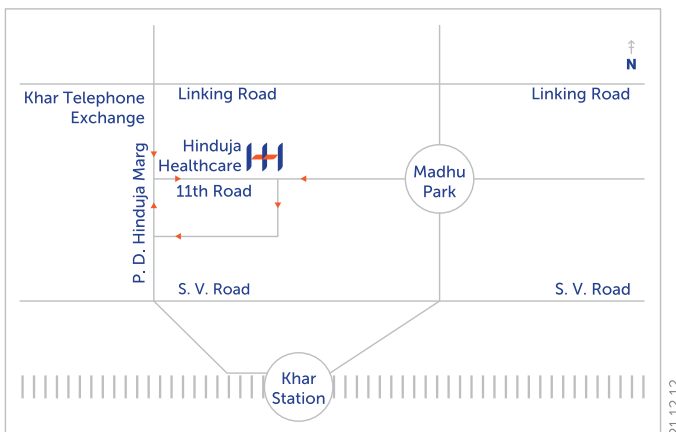 N
Linking Road
Linking Road
Khar Telephone
Exchange
Hinduja
Healthcare
P. D. Hinduja Marg
11th Road
Madhu
Park
S. V. Road
S. V. Road
Khar
Station